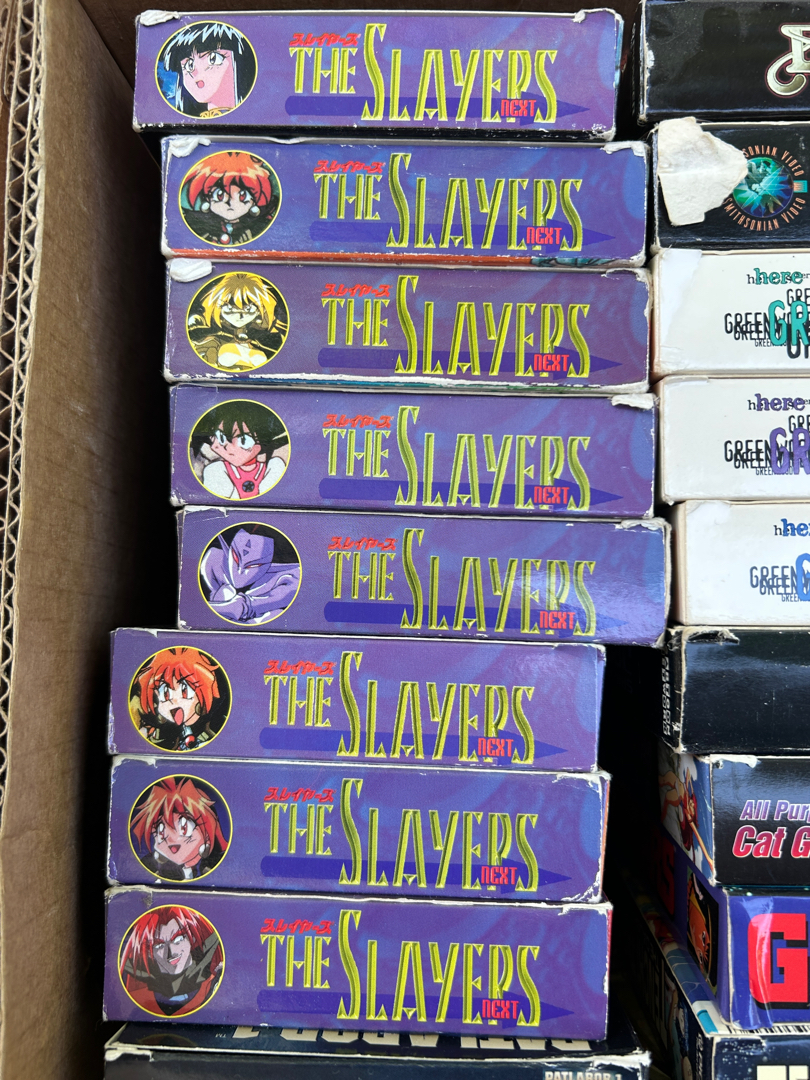 スレイヤーズ
THE SLAYERS
NEXT
スレイヤーズ
THE SLAYERS
NEXT
スレイヤーズ
THE SLAYERS
NEXT
スレイヤーズ
THE SLAYERS
NEXT
スレイヤーズ
THE SLAYERS
NEXT
スレイヤーズ
THE SLAYERS
NEXT
スレイヤーズ
THE SLAYERS
NEXT
スレイヤーズ
THE SLAYERS
NEXT
PATLABOR 1
SMITHSONIAN VIDEO
here
here
All Pur
Cat G
G